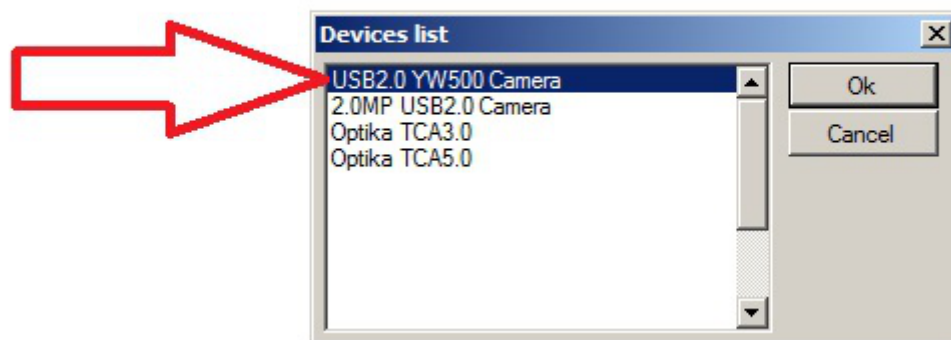 Devices list
USB2.0 YW500 Camera
2.0MP USB2.0 Camera
Optika TCA3.0
Optika TCA5.0
Ok
Cancel